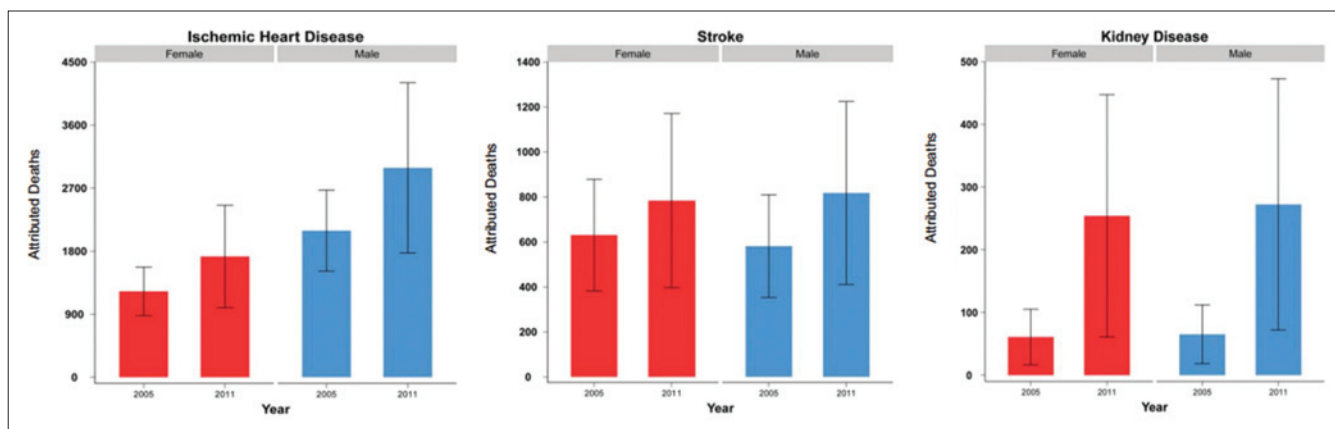 Ischemic Heart Disease
Female Male
4500
3600
2700
1800
900
0
Attributed Deaths
2005 2011 2005 2011
Year
Stroke
Female Male
1400
1200
1000
800
600
400
200
0
Attributed Deaths
2005 2011 2005 2011
Year
Kidney Disease
Female Male
500
400
300
200
100
0
Attributed Deaths
2005 2011 2005 2011
Year